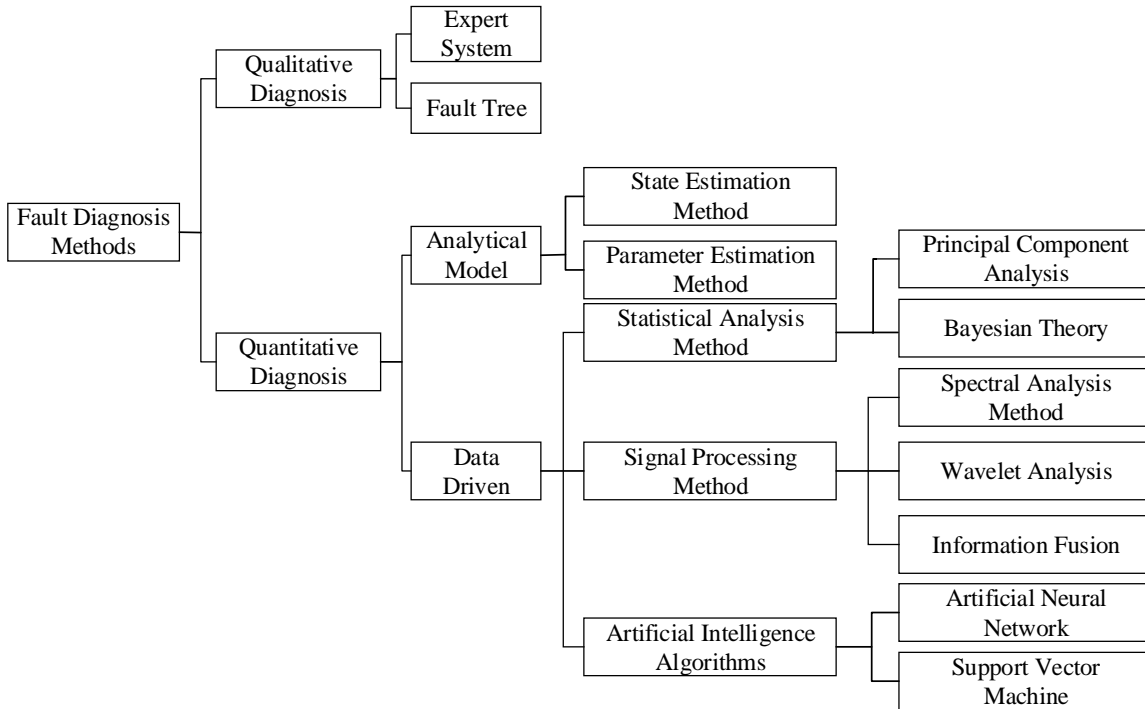 Expert
System
Qualitative
Diagnosis
Fault Tree
Fault Diagnosis
Methods
State Estimation
Method
Analytical
Model
Parameter Estimation
Method
Principal Component
Analysis
Quantitative
Diagnosis
Statistical Analysis
Method
Bayesian Theory
Data
Driven
Signal Processing
Method
Spectral Analysis
Method
Wavelet Analysis
Information Fusion
Artificial Intelligence
Algorithms
Artificial Neural
Network
Support Vector
Machine